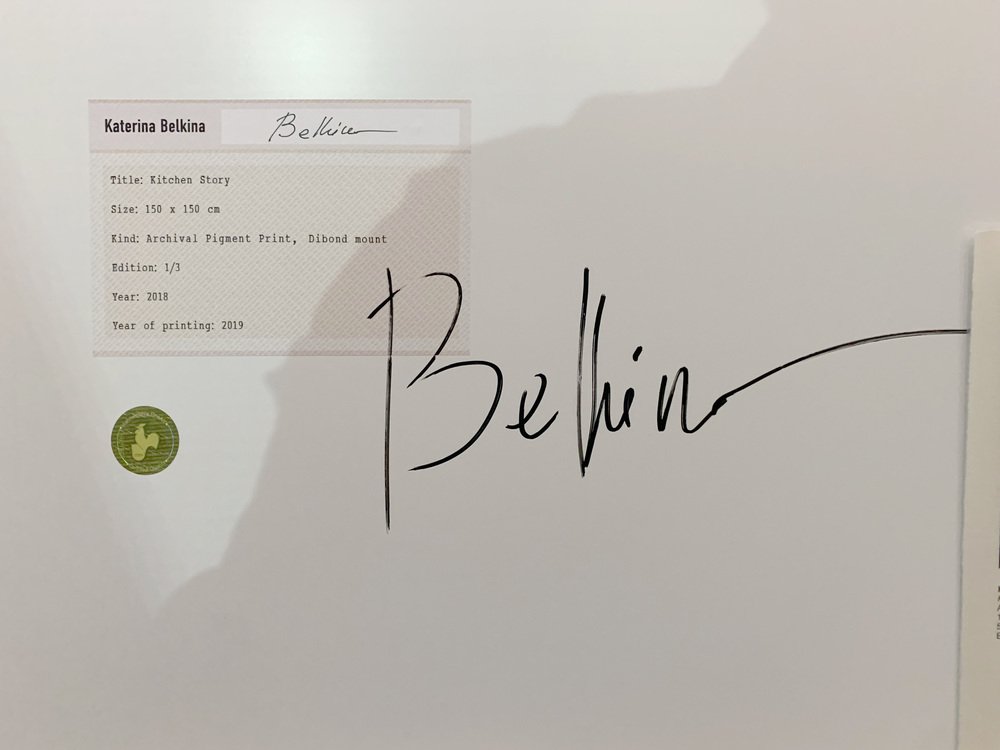 Katerina Belkina
Belkina
Title: Kitchen Story
Size: 150 x 150 cm
Kind: Archival Pigment Print, Dibond mount
Edition: 1/3
Year: 2018
Year of printing: 2019
Belkina